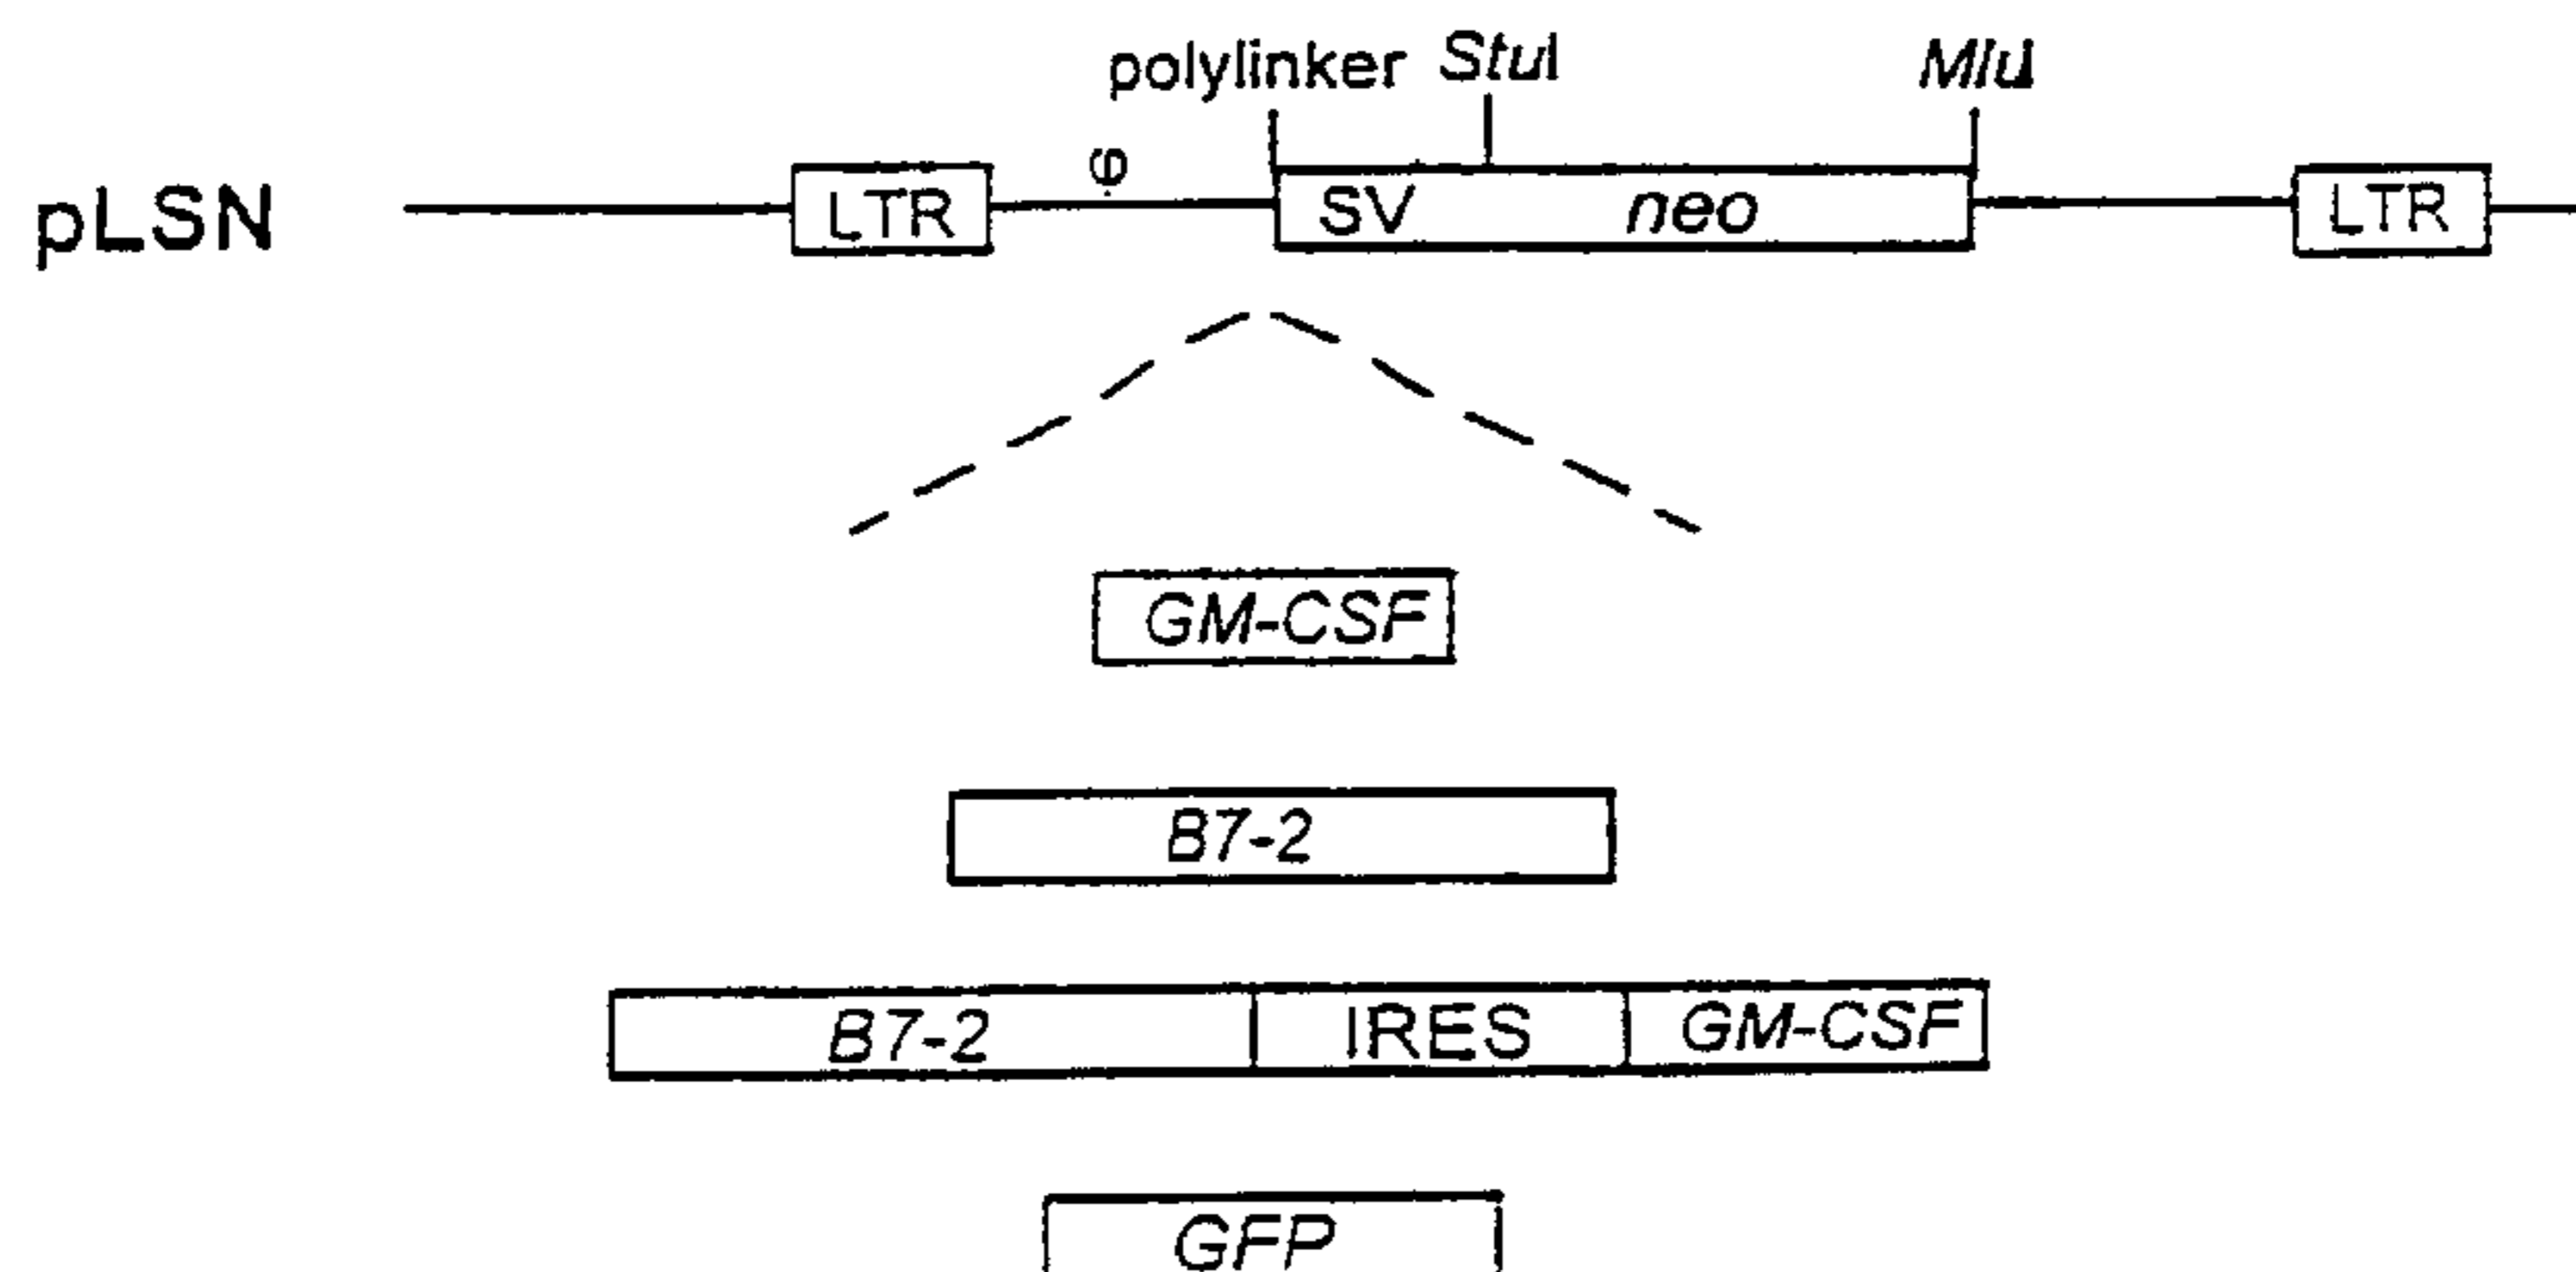 polylinker StuI MluI
φ
pLSN LTR SV neo LTR
GM-CSF
B7-2
B7-2 IRES GM-CSF
GFP